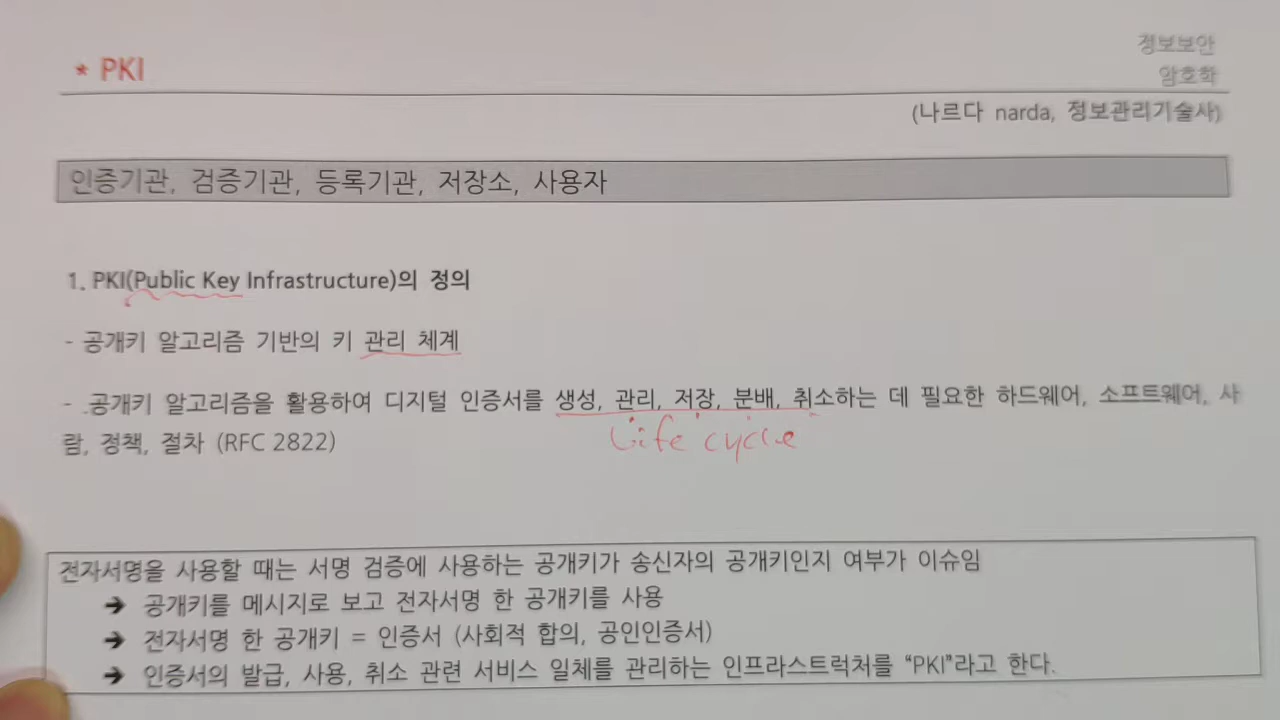 * PKI
정보보안
암호학
(나르다 narda, 정보관리기술사)
인증기관, 검증기관, 등록기관, 저장소, 사용자
1. PKI(Public Key Infrastructure)의 정의
- 공개키 알고리즘 기반의 키 관리 체계
- 공개키 알고리즘을 활용하여 디지털 인증서를 생성, 관리, 저장, 분배, 취소하는 데 필요한 하드웨어, 소프트웨어, 사
람, 정책, 절차 (RFC 2822)
Life cycle
전자서명을 사용할 때는 서명 검증에 사용하는 공개키가 송신자의 공개키인지 여부가 이슈임
➔ 공개키를 메시지로 보고 전자서명 한 공개키를 사용
➔ 전자서명 한 공개키 = 인증서 (사회적 합의, 공인인증서)
➔ 인증서의 발급, 사용, 취소 관련 서비스 일체를 관리하는 인프라스트럭처를 “PKI”라고 한다.